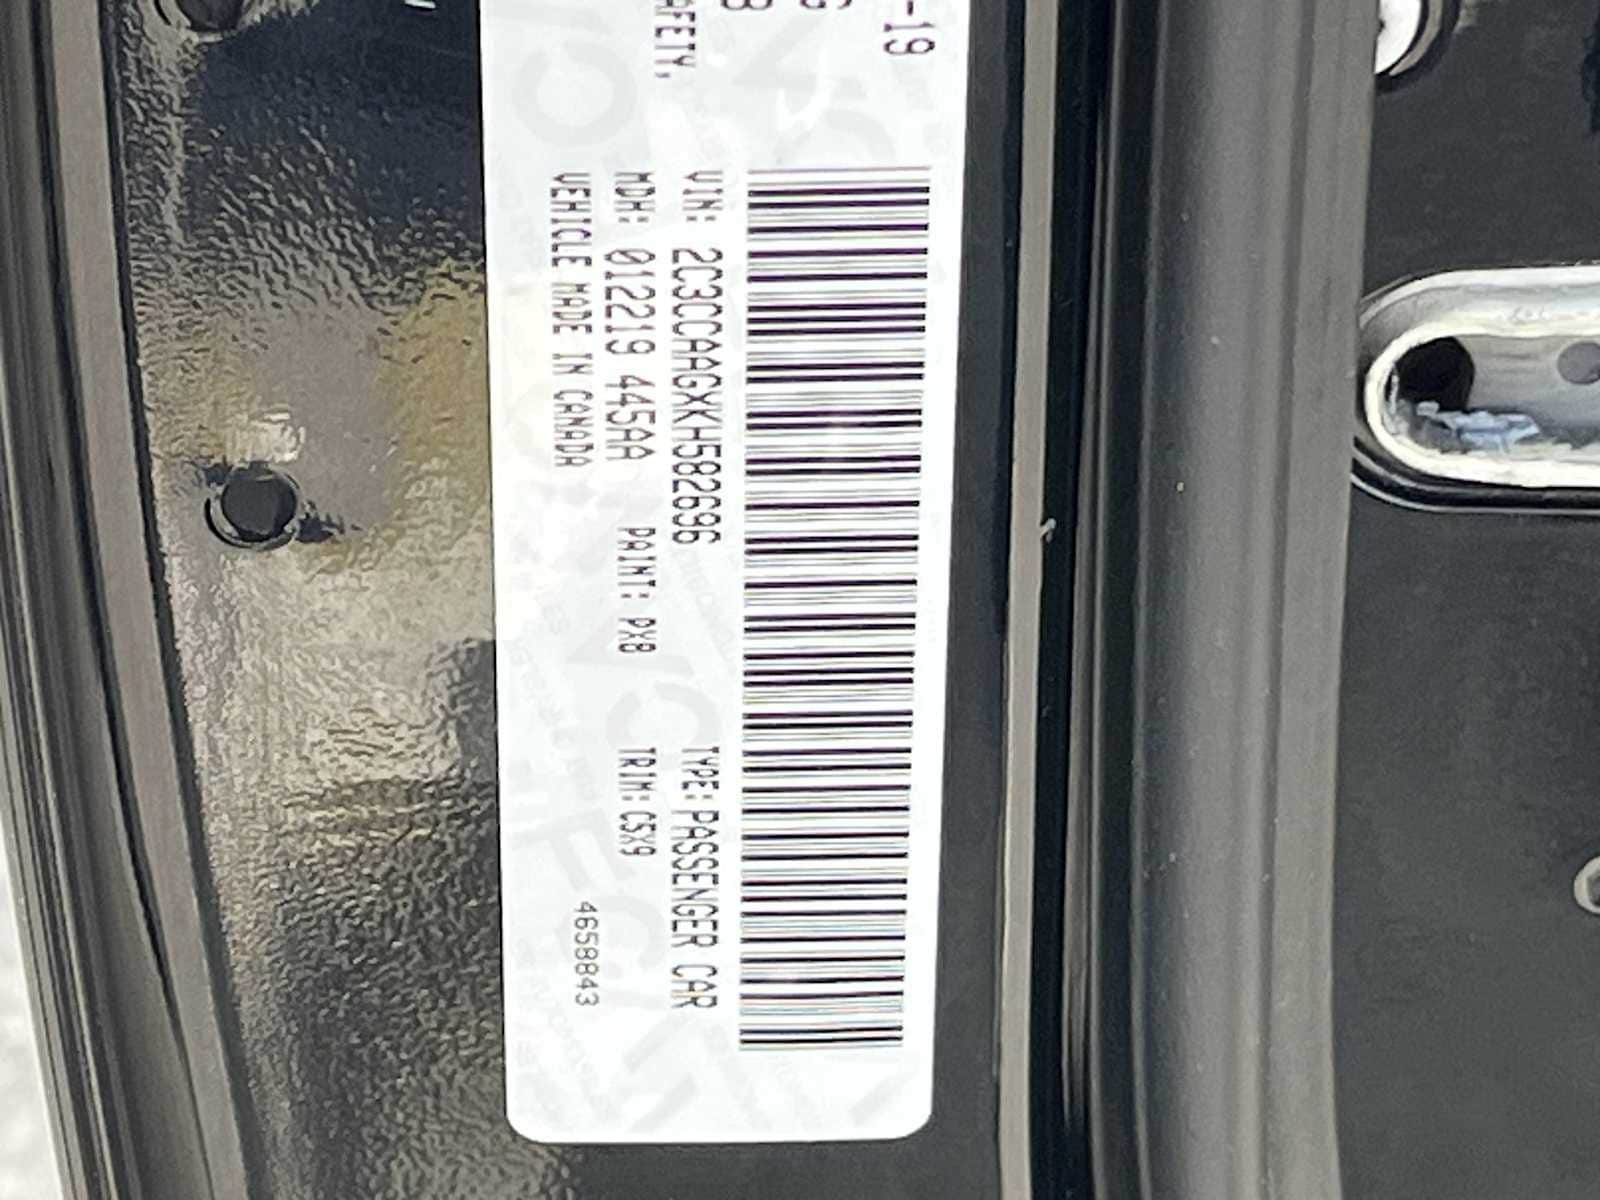 -19
G
B
AFETY,
VIN: 2C3CCAAGXKH582696 TYPE: PASSENGER CAR
MDH: 012219 445AA PAINT: PX8 TRIM: C5X9
VEHICLE MADE IN CANADA 4658843